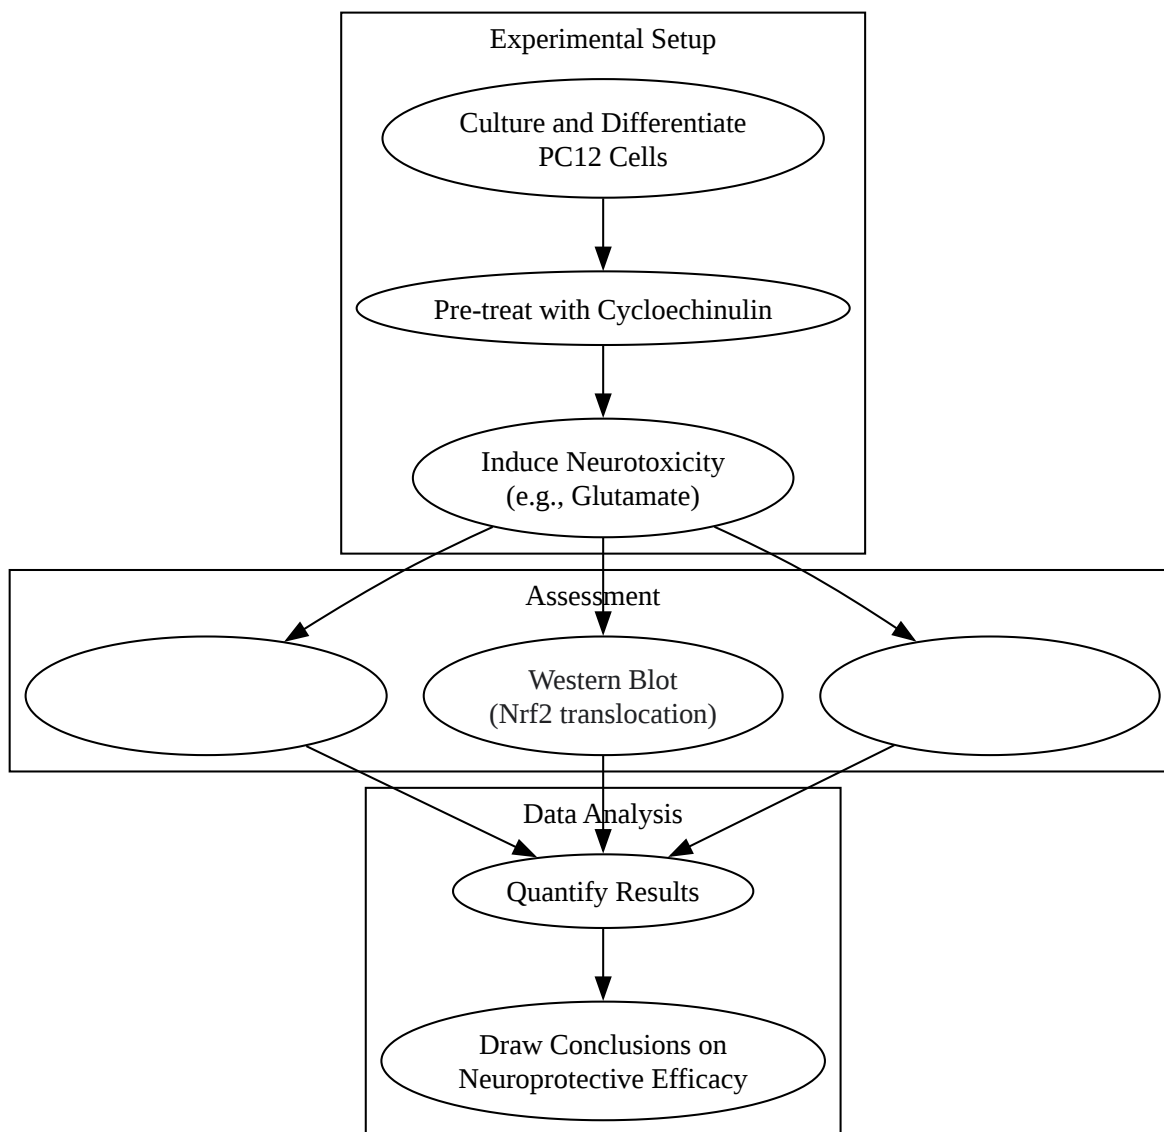 Experimental Setup
Culture and Differentiate
PC12 Cells
Pre-treat with Cycloechinulin
Induce Neurotoxicity
(e.g., Glutamate)
Assessment
Western Blot
(Nrf2 translocation)
Data Analysis
Quantify Results
Draw Conclusions on
Neuroprotective Efficacy